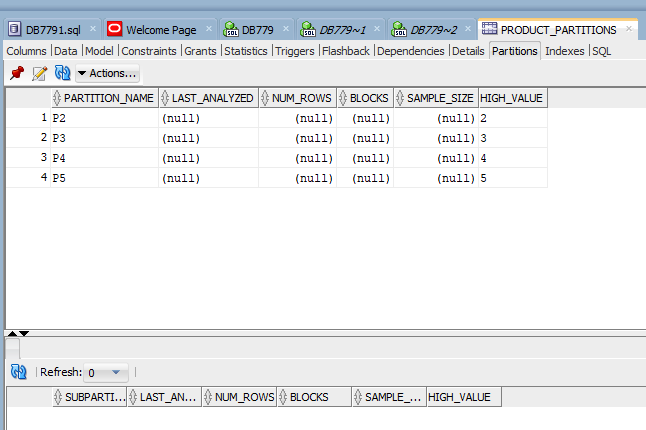 DB7791.sql Welcome Page DB779 DB779~1 DB779~2 PRODUCT_PARTITIONS
Columns Data Model Constraints Grants Statistics Triggers Flashback Dependencies Details Partitions Indexes SQL
Actions...
PARTITION_NAME LAST_ANALYZED NUM_ROWS BLOCKS SAMPLE_SIZE HIGH_VALUE
1 P2 (null) (null) (null) (null) 2
2 P3 (null) (null) (null) (null) 3
3 P4 (null) (null) (null) (null) 4
4 P5 (null) (null) (null) (null) 5
Refresh: 0
SUBPARTI... LAST_AN... NUM_ROWS BLOCKS SAMPLE_... HIGH_VALUE